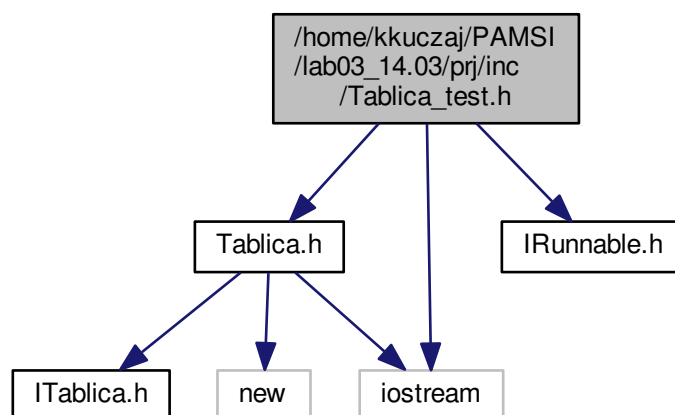 /home/kkuczaj/PAMSI
/lab03_14.03/prj/inc
/Tablica_test.h
Tablica.h
IRunnable.h
ITablica.h
new
iostream